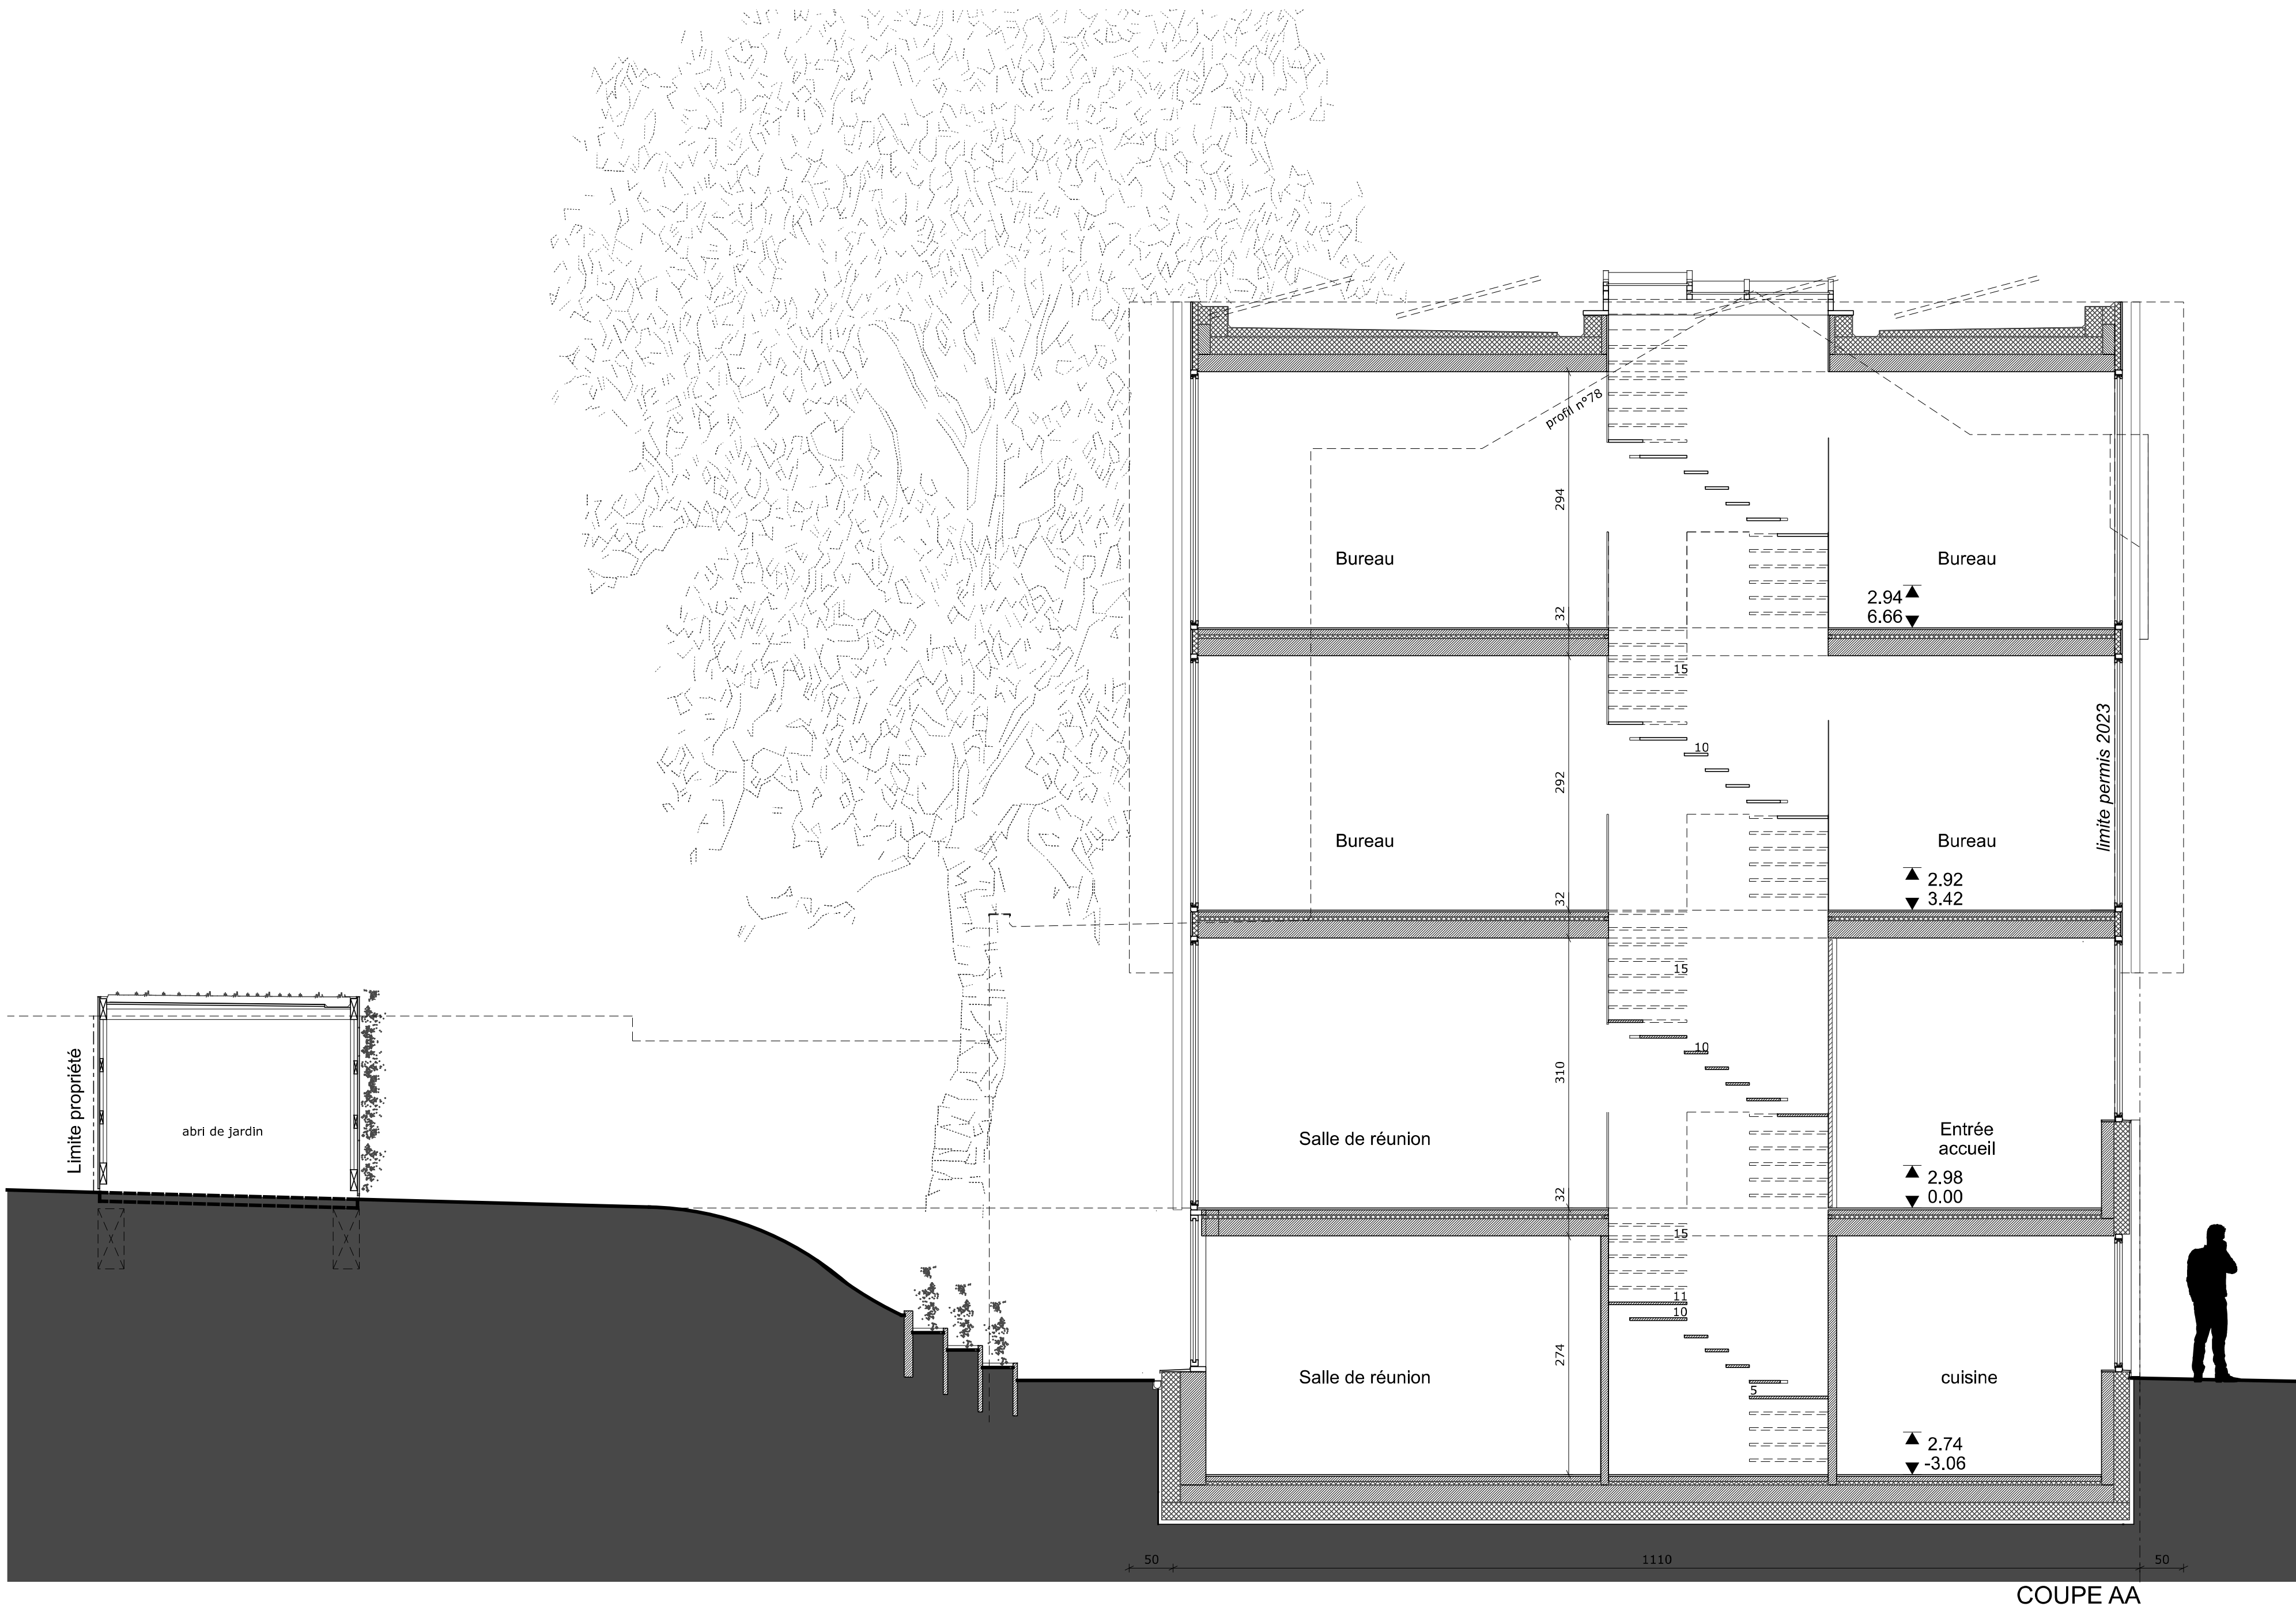 profil n°78
294
Bureau
Bureau
2.94
6.66
32
15
limite permis 2023
10
292
Bureau
Bureau
2.92
3.42
32
15
Limite propriété
abri de jardin
10
310
Salle de réunion
Entrée
accueil
2.98
0.00
32
15
11
10
274
Salle de réunion
cuisine
5
2.74
-3.06
50
1110
50
COUPE AA